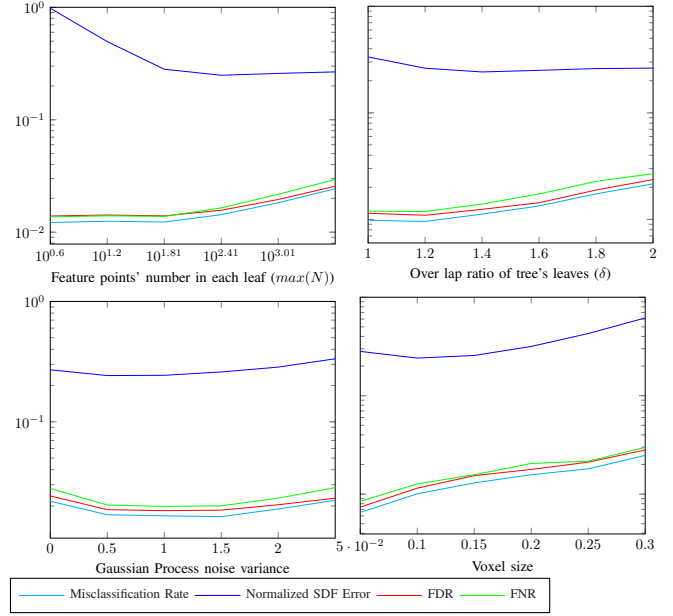 10^0
10^−1
10^−2
10^0.6 10^1.2 10^1.81 10^2.41 10^3.01
Feature points' number in each leaf (max(N))
1 1.2 1.4 1.6 1.8 2
Over lap ratio of tree's leaves (δ)
10^0
10^−1
0 0.5 1 1.5 2
Gaussian Process noise variance
5 · 10^−2 0.1 0.15 0.2 0.25 0.3
Voxel size
Misclassification Rate Normalized SDF Error FDR FNR